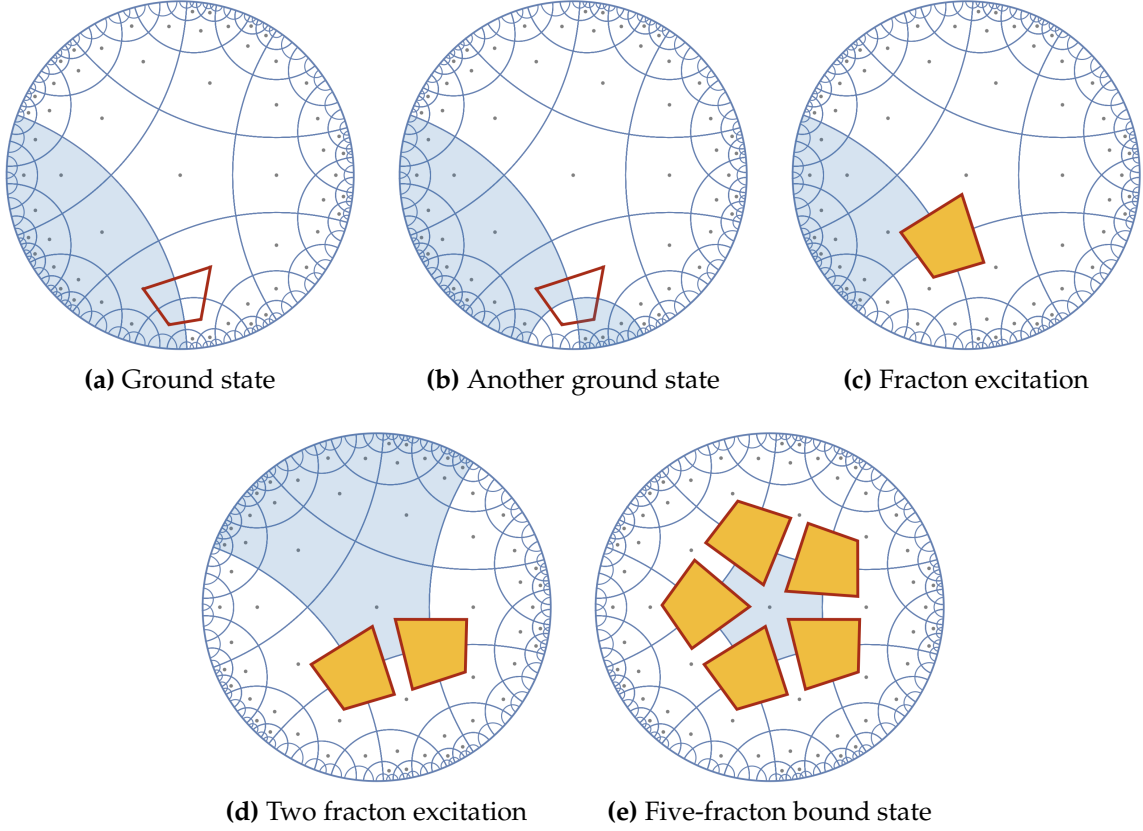 (a) Ground state
(b) Another ground state
(c) Fracton excitation
(d) Two fracton excitation
(e) Five-fracton bound state